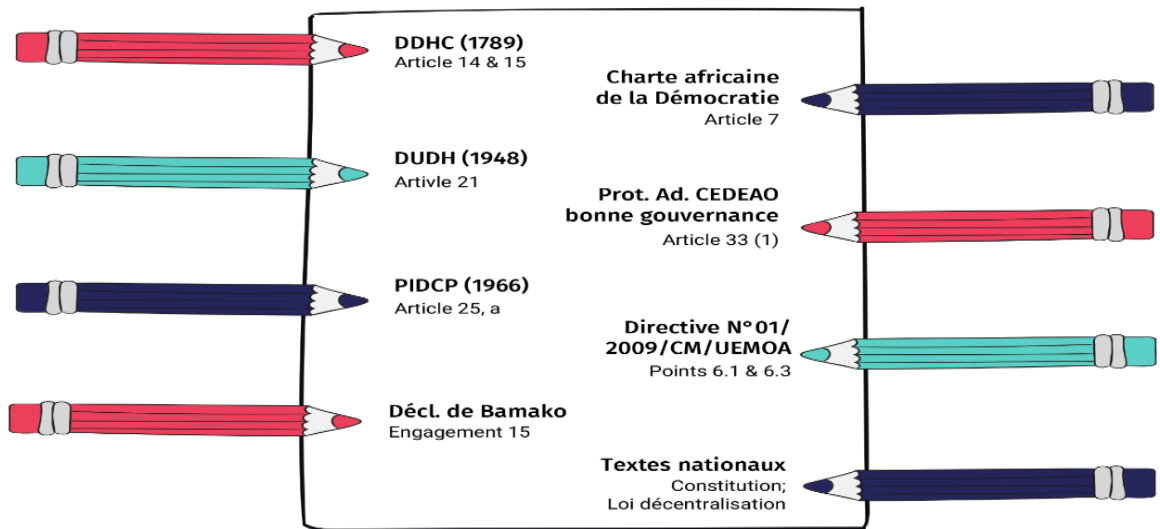 DDHC (1789)
Article 14 & 15
DUDH (1948)
Artivle 21
PIDCP (1966)
Article 25, a
Décl. de Bamako
Engagement 15
Charte africaine
de la Démocratie
Article 7
Prot. Ad. CEDEAO
bonne gouvernance
Article 33 (1)
Directive N°01/
2009/CM/UEMOA
Points 6.1 & 6.3
Textes nationaux
Constitution;
Loi décentralisation